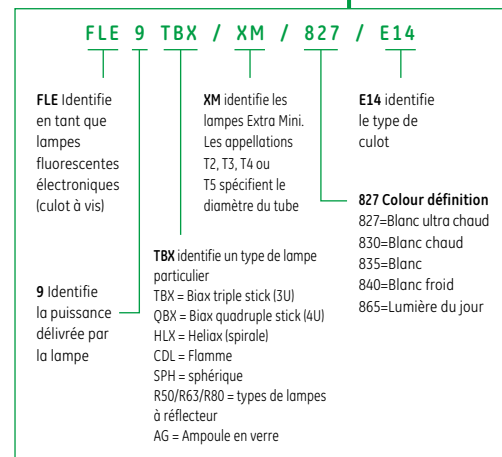 FLE 9 TBX / XM / 827 / E14
FLE Identifie
en tant que
lampes
fluorescentes
électroniques
(culot à vis)
XM identifie les
lampes Extra Mini.
Les appellations
T2, T3, T4 ou
T5 spécifient le
diamètre du tube
E14 identifie
le type de
culot
827 Colour définition
827=Blanc ultra chaud
830=Blanc chaud
835=Blanc
840=Blanc froid
865=Lumière du jour
9 Identifie
la puissance
délivrée par
la lampe
TBX identifie un type de lampe
particulier
TBX = Biax triple stick (3U)
QBX = Biax quadruple stick (4U)
HLX = Heliax (spirale)
CDL = Flamme
SPH = sphérique
R50/R63/R80 = types de lampes
à réflecteur
AG = Ampoule en verre